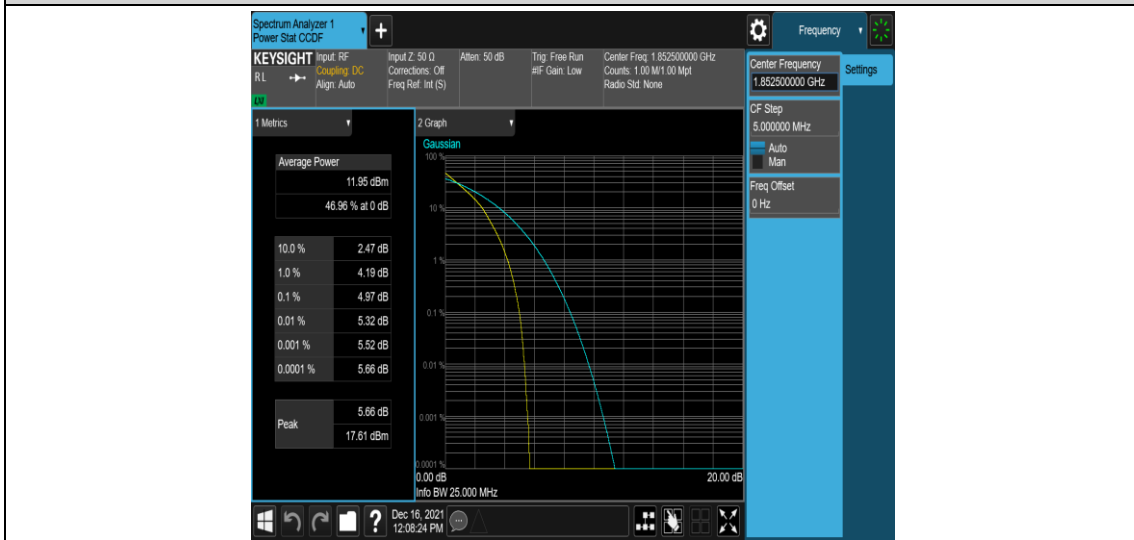 Spectrum Analyzer 1
Power Stat CCDF
+
Frequency
KEYSIGHT
RL
LXI
Input: RF
Coupling: DC
Align: Auto
Input Z: 50 Ω
Corrections: Off
Freq Ref: Int (S)
Atten: 50 dB
Trig: Free Run
#IF Gain: Low
Center Freq: 1.852500000 GHz
Counts: 1.00 M/1.00 Mpt
Radio Std: None
Center Frequency
1.852500000 GHz
Settings
CF Step
5.000000 MHz
Auto
Man
Freq Offset
0 Hz
1 Metrics
Average Power
11.95 dBm
46.96 % at 0 dB
10.0 % 2.47 dB
1.0 % 4.19 dB
0.1 % 4.97 dB
0.01 % 5.32 dB
0.001 % 5.52 dB
0.0001 % 5.66 dB
Peak
5.66 dB
17.61 dBm
2 Graph
Gaussian
100 %
10 %
1 %
0.1 %
0.01 %
0.001 %
0.0001 %
0.00 dB 20.00 dB
Info BW 25.000 MHz
?
Dec 16, 2021
12:08:24 PM